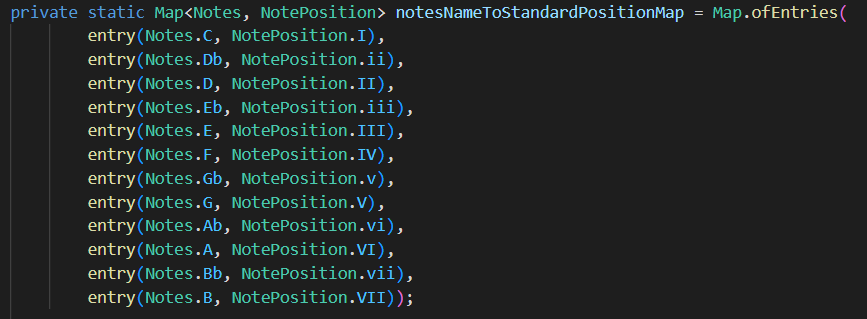 private static Map<Notes, NotePosition> notesNameToStandardPositionMap = Map.ofEntries(
entry(Notes.C, NotePosition.I),
entry(Notes.Db, NotePosition.ii),
entry(Notes.D, NotePosition.II),
entry(Notes.Eb, NotePosition.iii),
entry(Notes.E, NotePosition.III),
entry(Notes.F, NotePosition.IV),
entry(Notes.Gb, NotePosition.v),
entry(Notes.G, NotePosition.V),
entry(Notes.Ab, NotePosition.vi),
entry(Notes.A, NotePosition.VI),
entry(Notes.Bb, NotePosition.vii),
entry(Notes.B, NotePosition.VII));